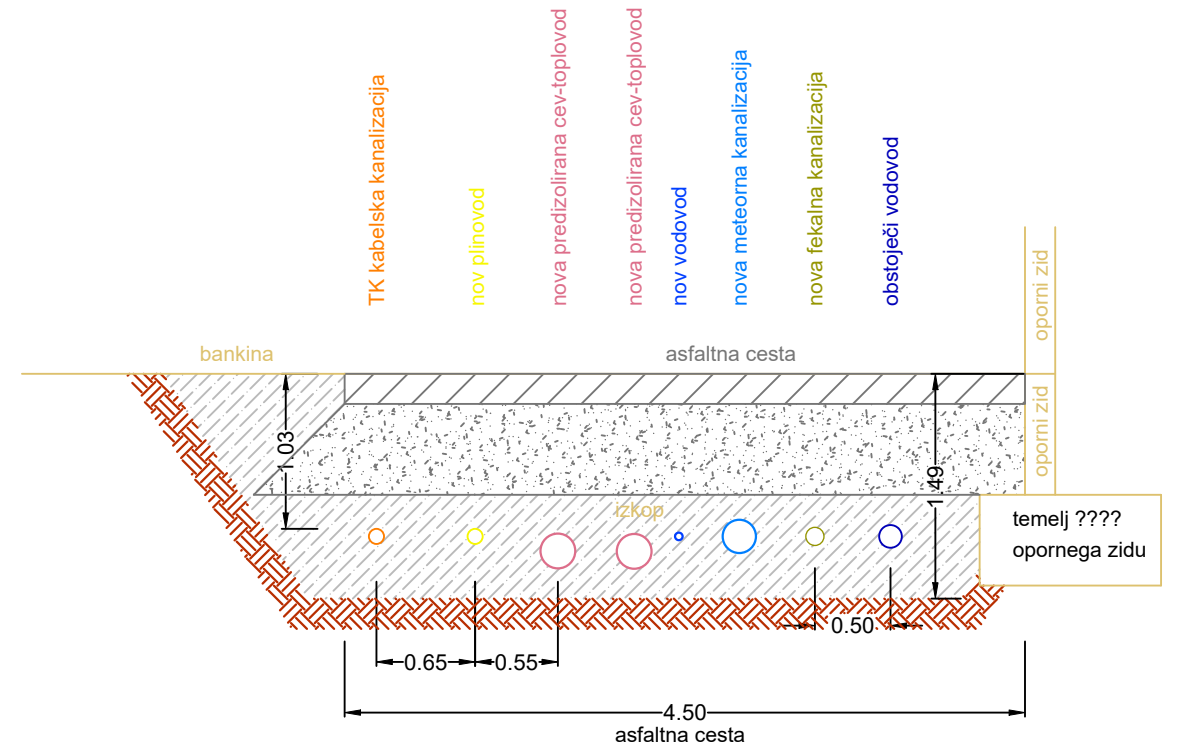 TK kabelska kanalizacija
nov plinovod
nova predizolirana cev-toplovod
nova predizolirana cev-toplovod
nov vodovod
nova meteorna kanalizacija
nova fekalna kanalizacija
obstoječi vodovod
oporni zid
bankina
asfaltna cesta
oporni zid
1.03
1.49
izkop
temelj ????
opornega zidu
0.50
0.65
0.55
4.50
asfaltna cesta